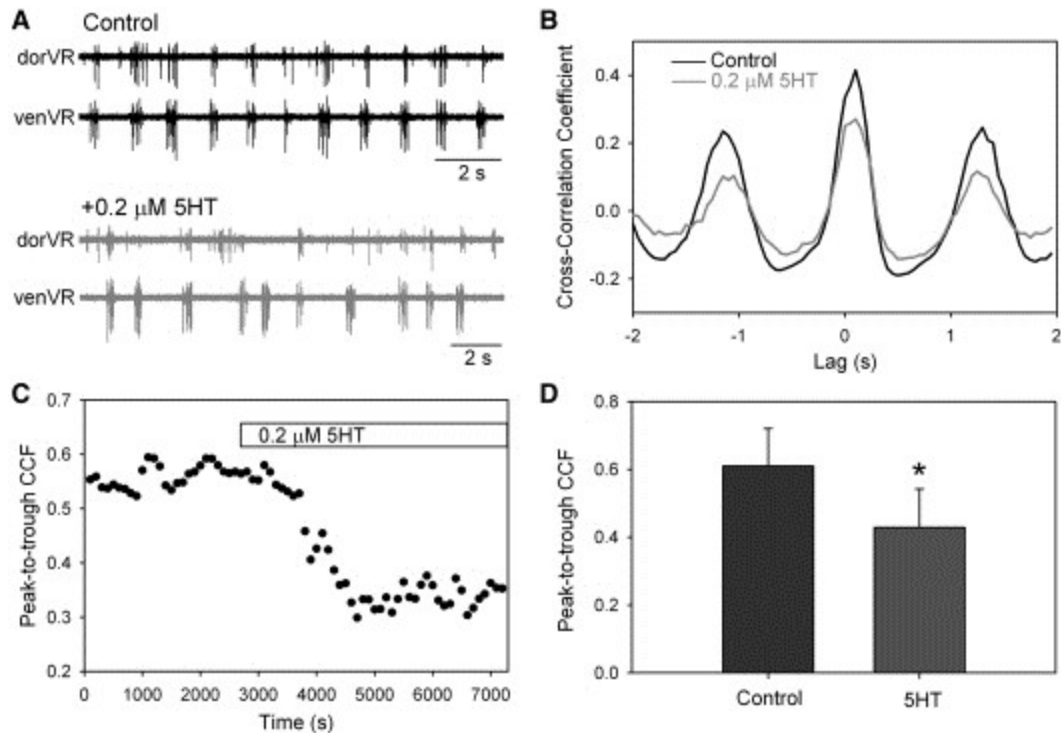 A
Control
dorVR
venVR
2 s
+0.2 μM 5HT
dorVR
venVR
2 s
B
Cross-Correlation Coefficient
0.4
0.2
0.0
-0.2
Control
0.2 μM 5HT
-2
-1
0
1
2
Lag (s)
C
Peak-to-trough CCF
0.7
0.6
0.5
0.4
0.3
0.2
0.2 μM 5HT
0
1000
2000
3000
4000
5000
6000
7000
Time (s)
D
Peak-to-trough CCF
0.8
0.6
0.4
0.2
0.0
*
Control
5HT